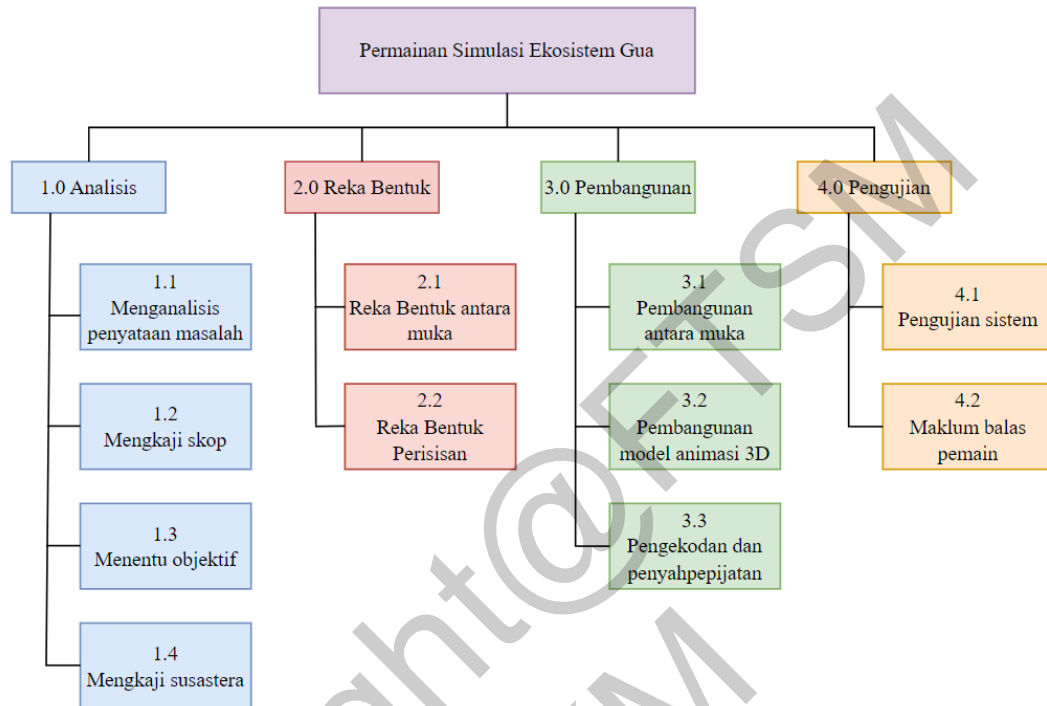 Permainan Simulasi Ekosistem Gua
1.0 Analisis
2.0 Reka Bentuk
3.0 Pembangunan
4.0 Pengujian
1.1
Menganalisis
penyataan masalah
1.2
Mengkaji skop
1.3
Menentu objektif
1.4
Mengkaji susastera
2.1
Reka Bentuk antara
muka
2.2
Reka Bentuk
Perisisan
3.1
Pembangunan
antara muka
3.2
Pembangunan
model animasi 3D
3.3
Pengekodan dan
penyahpepijatan
4.1
Pengujian sistem
4.2
Maklum balas
pemain
ght@FTSM